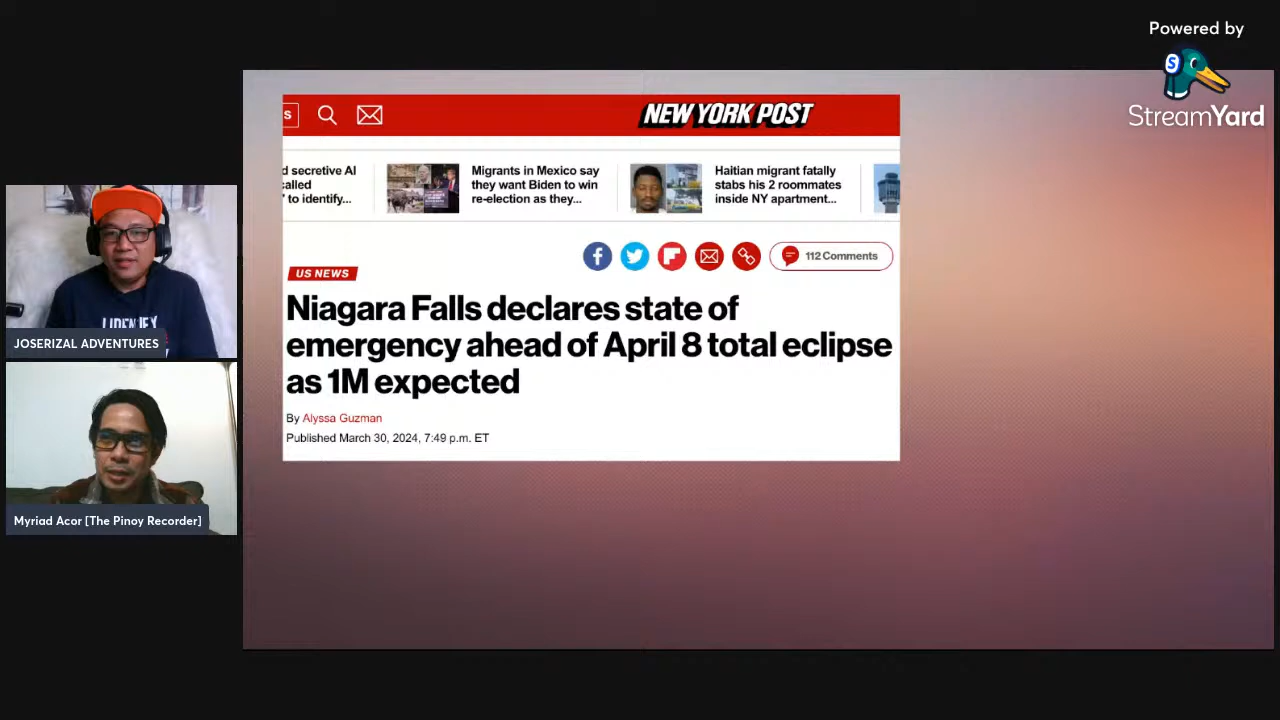 Powered by
StreamYard
S
NEW YORK POST
d secretive AI
called
" to identify...
Migrants in Mexico say
they want Biden to win
re-election as they...
Haitian migrant fatally
stabs his 2 roommates
inside NY apartment...
112 Comments
US NEWS
Niagara Falls declares state of
emergency ahead of April 8 total eclipse
as 1M expected
By Alyssa Guzman
Published March 30, 2024, 7:49 p.m. ET
JOSERIZAL ADVENTURES
Myriad Acor [The Pinoy Recorder]